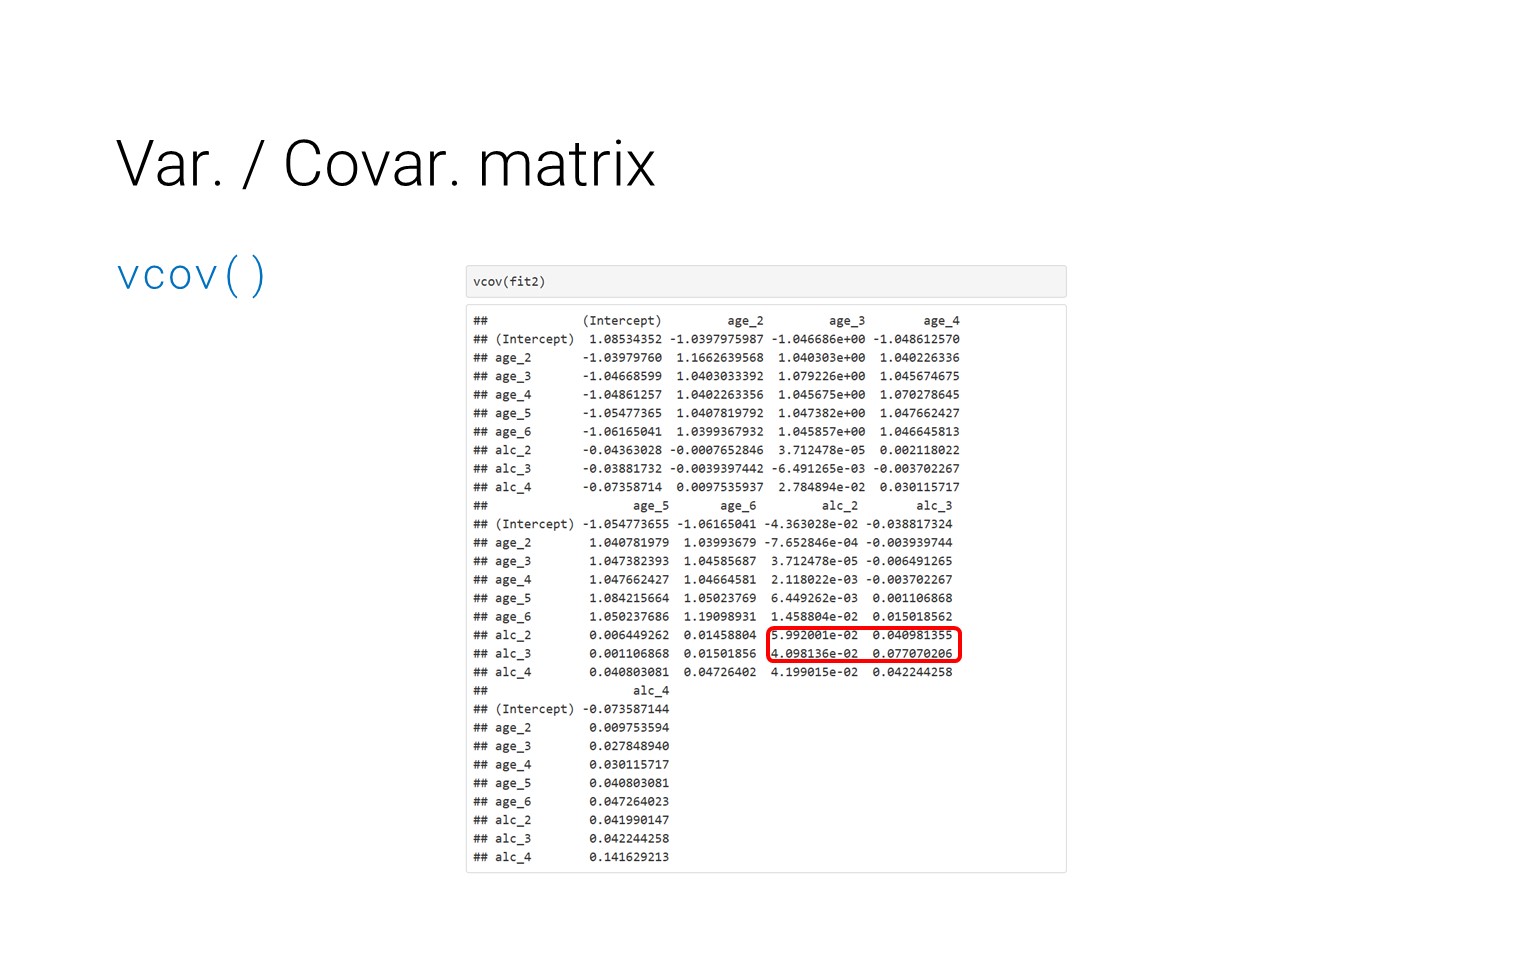 Var. / Covar. matrix
vcov()
vcov(fit2)
##             (Intercept)         age_2         age_3        age_4
## (Intercept)  1.08534352 -1.0397975987 -1.046686e+00 -1.048612570
## age_2       -1.03979760  1.1662639568  1.040303e+00  1.040226336
## age_3       -1.04668599  1.0403033392  1.079226e+00  1.045674675
## age_4       -1.04861257  1.0402263356  1.045675e+00  1.070278645
## age_5       -1.05477365  1.0407819792  1.047382e+00  1.047662427
## age_6       -1.06165041  1.0399367932  1.045857e+00  1.046645813
## alc_2       -0.04363028 -0.0007652846  3.712478e-05  0.002118022
## alc_3       -0.03881732 -0.0039397442 -6.491265e-03 -0.003702267
## alc_4       -0.07358714  0.0097535937  2.784894e-02  0.030115717
##                    age_5       age_6         alc_2        alc_3
## (Intercept) -1.054773655 -1.06165041 -4.363028e-02 -0.038817324
## age_2        1.040781979  1.03993679 -7.652846e-04 -0.003939744
## age_3        1.047382393  1.04585687  3.712478e-05 -0.006491265
## age_4        1.047662427  1.04664581  2.118022e-03 -0.003702267
## age_5        1.084215664  1.05023769  6.449262e-03  0.001106868
## age_6        1.050237686  1.19098931  1.458804e-02  0.015018562
## alc_2        0.006449262  0.01458804  5.992001e-02  0.040981355
## alc_3        0.001106868  0.01501856  4.098136e-02  0.077070206
## alc_4        0.040803081  0.04726402  4.199015e-02  0.042244258
##                    alc_4
## (Intercept) -0.073587144
## age_2        0.009753594
## age_3        0.027848940
## age_4        0.030115717
## age_5        0.040803081
## age_6        0.047264023
## alc_2        0.041990147
## alc_3        0.042244258
## alc_4        0.141629213